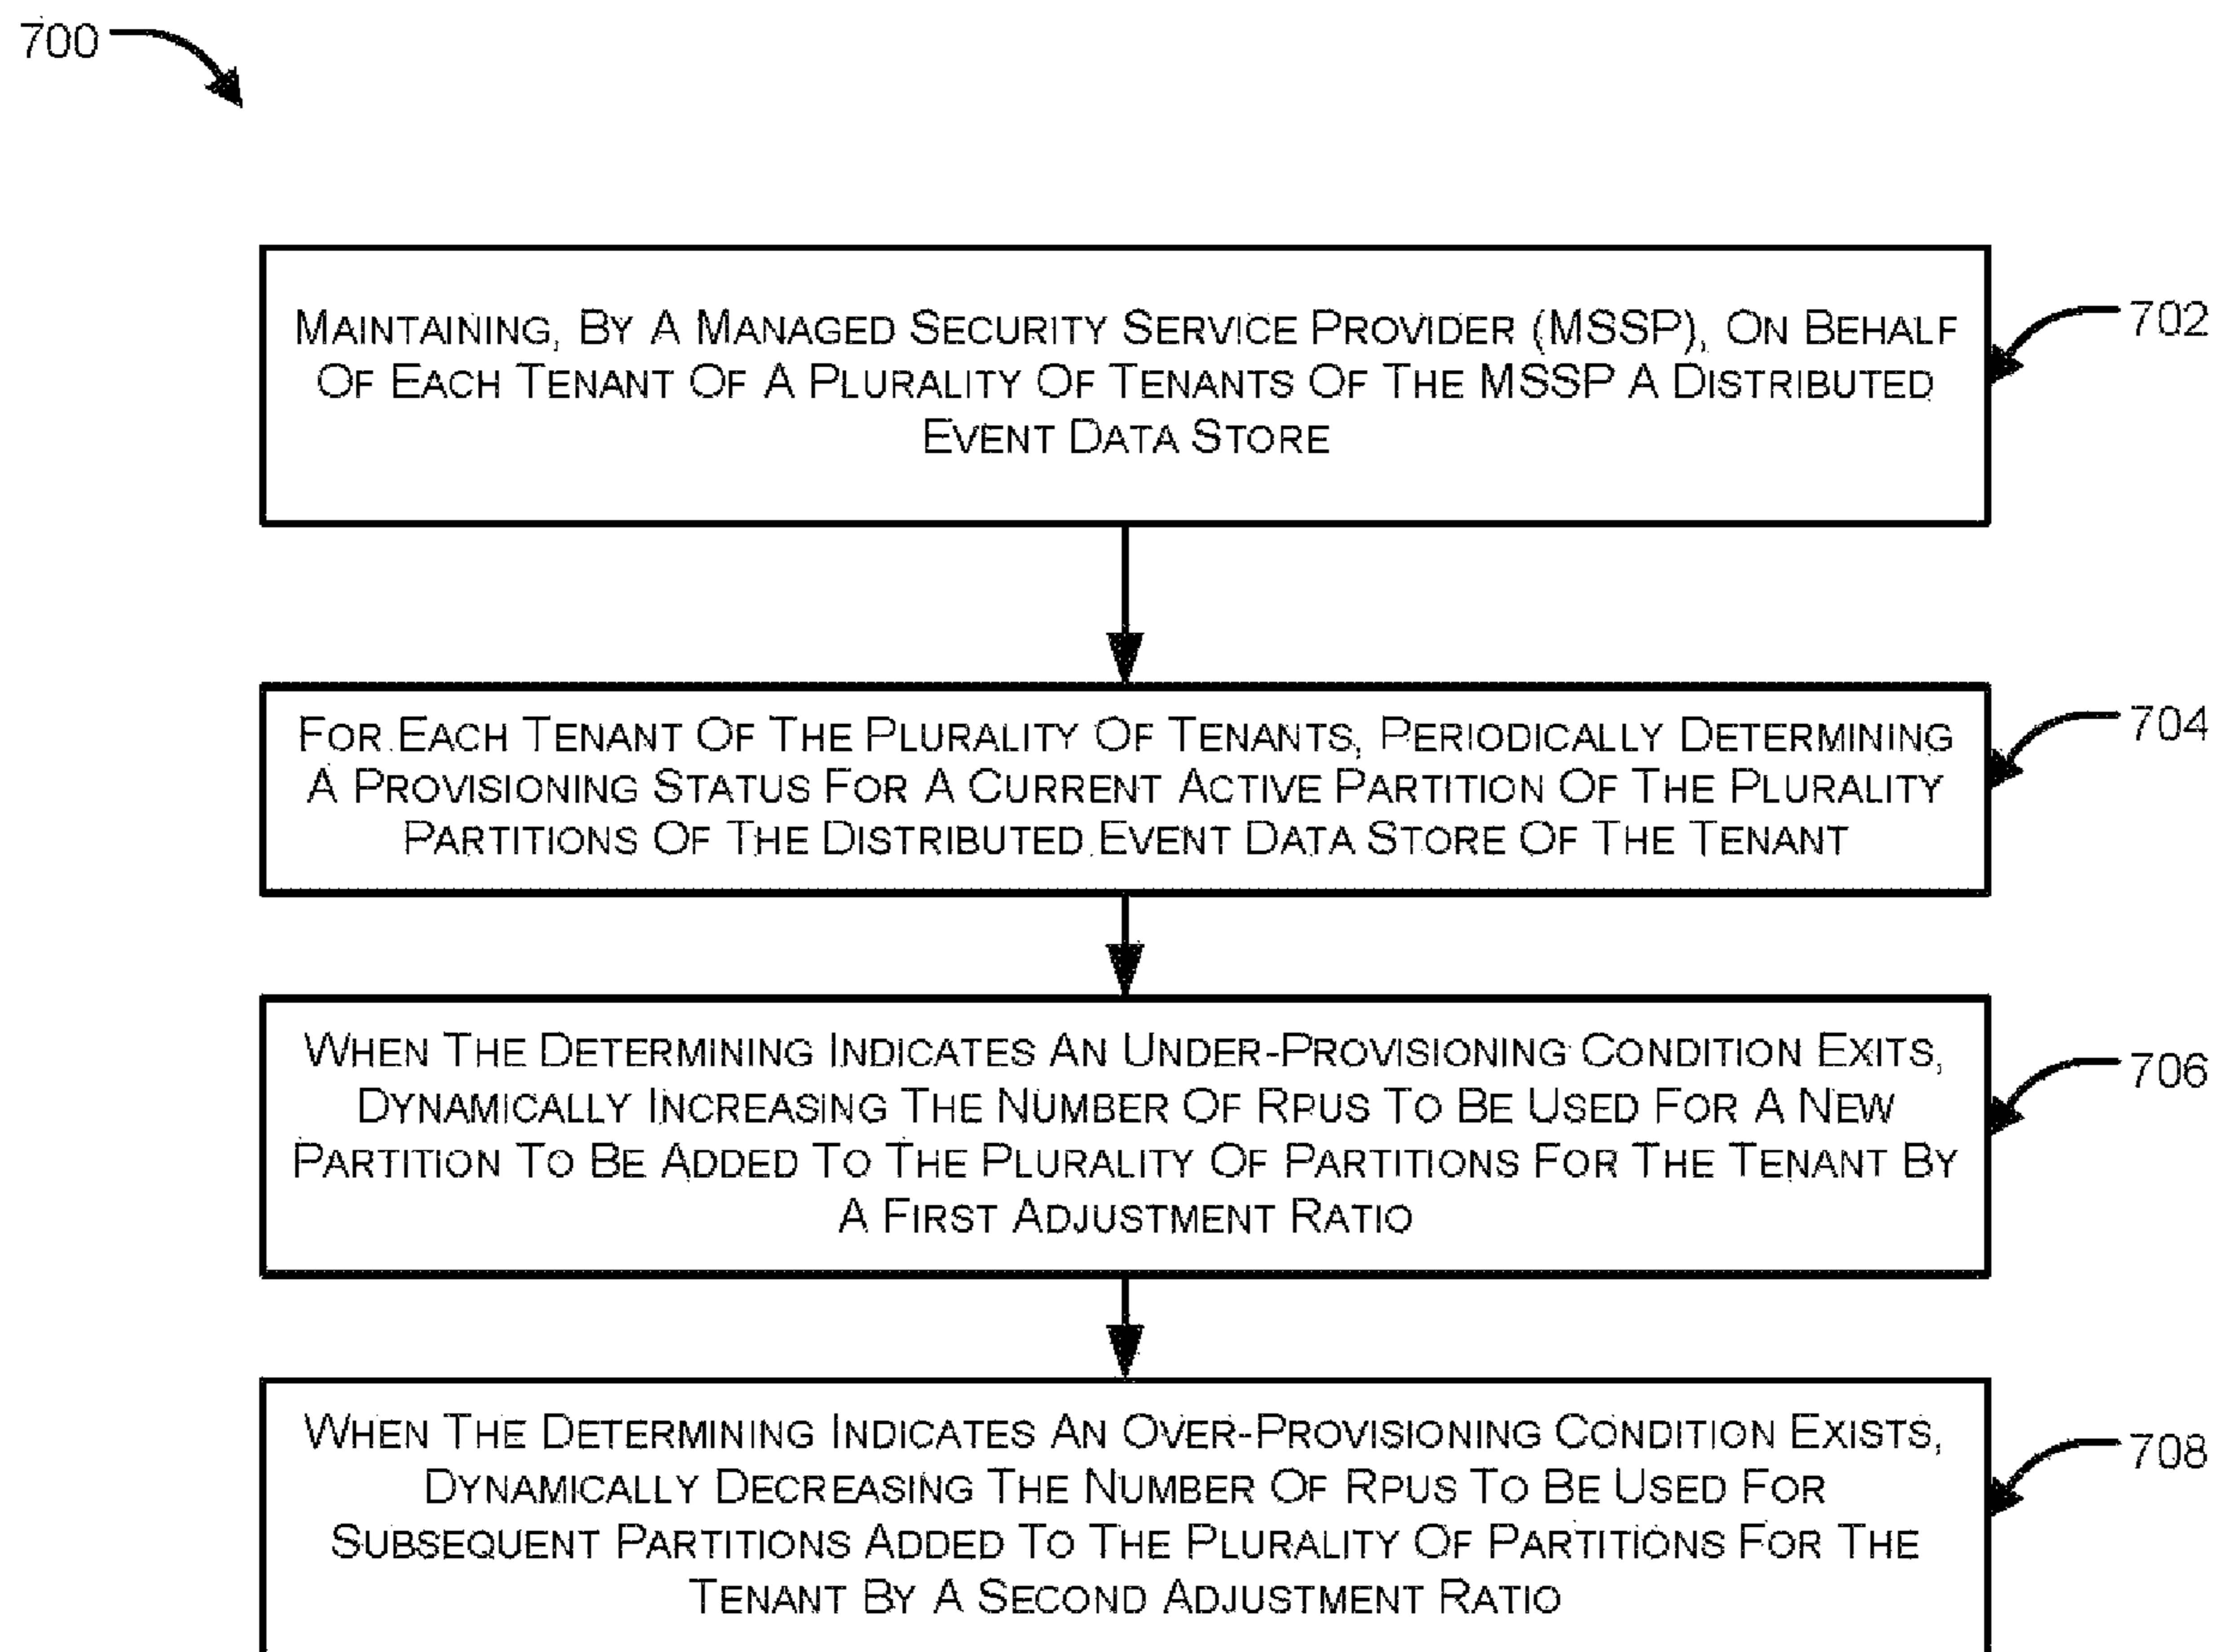 700
MAINTAINING, BY A MANAGED SECURITY SERVICE PROVIDER (MSSP), ON BEHALF
OF EACH TENANT OF A PLURALITY OF TENANTS OF THE MSSP A DISTRIBUTED
EVENT DATA STORE
702
FOR EACH TENANT OF THE PLURALITY OF TENANTS, PERIODICALLY DETERMINING
A PROVISIONING STATUS FOR A CURRENT ACTIVE PARTITION OF THE PLURALITY
PARTITIONS OF THE DISTRIBUTED EVENT DATA STORE OF THE TENANT
704
WHEN THE DETERMINING INDICATES AN UNDER-PROVISIONING CONDITION EXITS,
DYNAMICALLY INCREASING THE NUMBER OF RPUS TO BE USED FOR A NEW
PARTITION TO BE ADDED TO THE PLURALITY OF PARTITIONS FOR THE TENANT BY
A FIRST ADJUSTMENT RATIO
706
WHEN THE DETERMINING INDICATES AN OVER-PROVISIONING CONDITION EXISTS,
DYNAMICALLY DECREASING THE NUMBER OF RPUS TO BE USED FOR
SUBSEQUENT PARTITIONS ADDED TO THE PLURALITY OF PARTITIONS FOR THE
TENANT BY A SECOND ADJUSTMENT RATIO
708